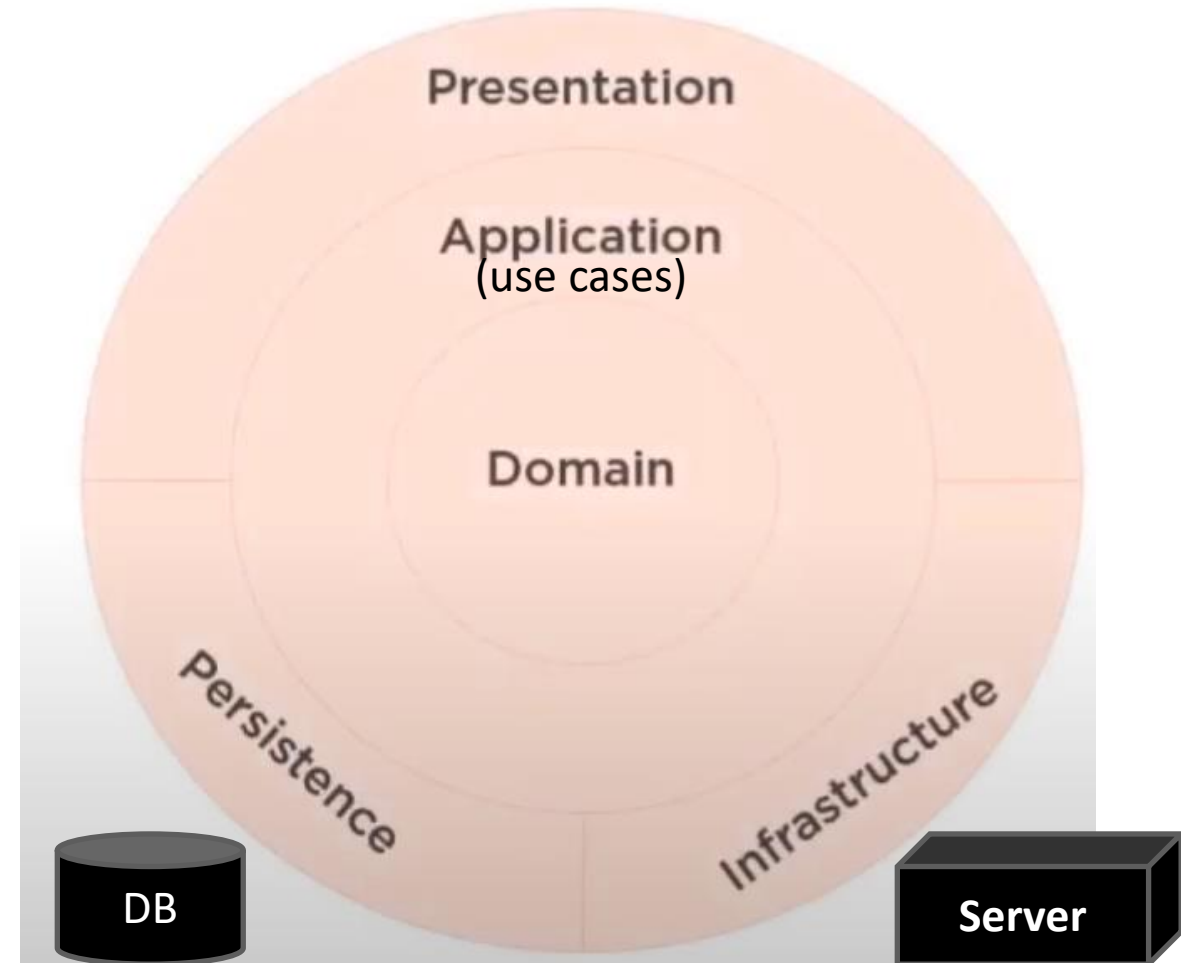 Presentation
Application
(use cases)
Domain
Persistence
Infrastructure
DB
Server